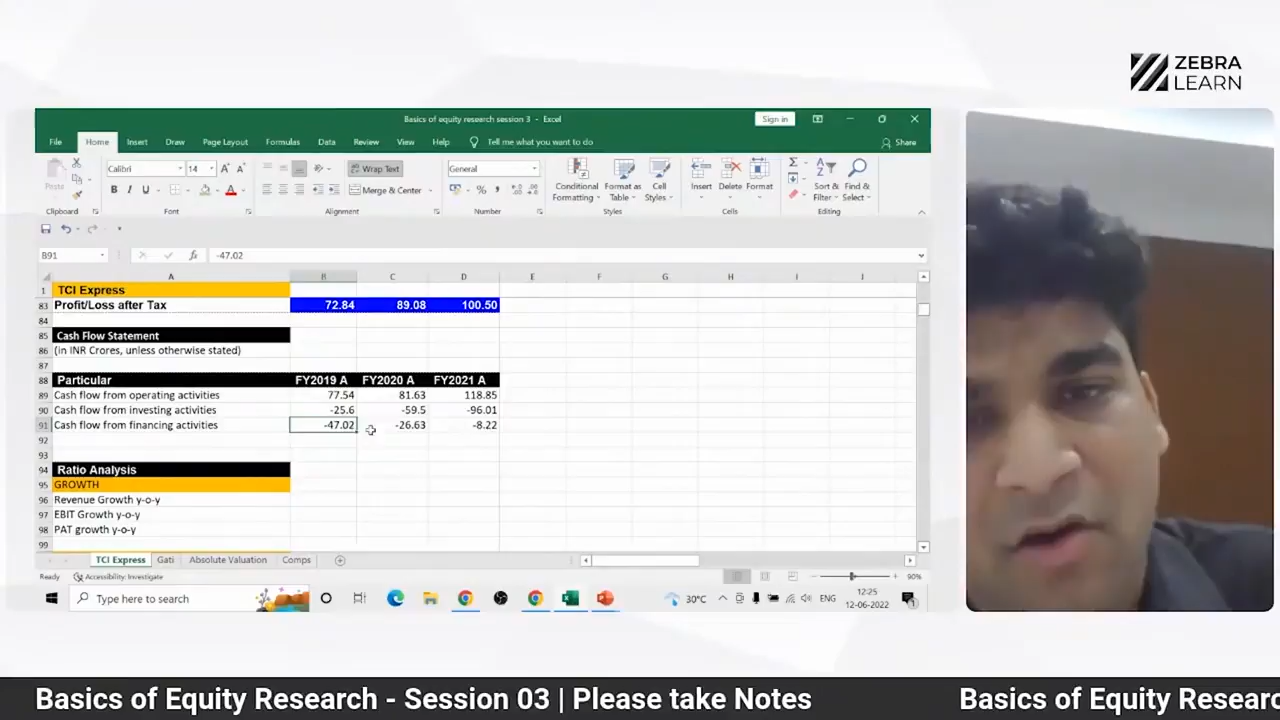 ZEBRA
LEARN
Basics of equity research session 3 - Excel
Sign in
File Home Insert Draw Page Layout Formulas Data Review View Help Tell me what you want to do
Share
Paste
Calibri 14
Wrap Text
General
Merge & Center
Conditional Formatting
Format as Table
Cell Styles
Insert Delete Format
Sort & Filter
Find & Select
Clipboard Font Alignment Number Styles Cells Editing
B91 fx -47.02
A B C D E F G H I J
1 TCI Express
83 Profit/Loss after Tax 72.84 89.08 100.50
84
85 Cash Flow Statement
86 (in INR Crores, unless otherwise stated)
87
88 Particular FY2019 A FY2020 A FY2021 A
89 Cash flow from operating activities 77.54 81.63 118.85
90 Cash flow from investing activities -25.6 -59.5 -96.01
91 Cash flow from financing activities -47.02 -26.63 -8.22
92
93
94 Ratio Analysis
95 GROWTH
96 Revenue Growth y-o-y
97 EBIT Growth y-o-y
98 PAT growth y-o-y
99
TCI Express Gati Absolute Valuation Comps
Ready Accessibility: Investigate 90%
Type here to search
30°C ENG
12:25
12-06-2022
Basics of Equity Research - Session 03 | Please take Notes
Basics of Equity Researc